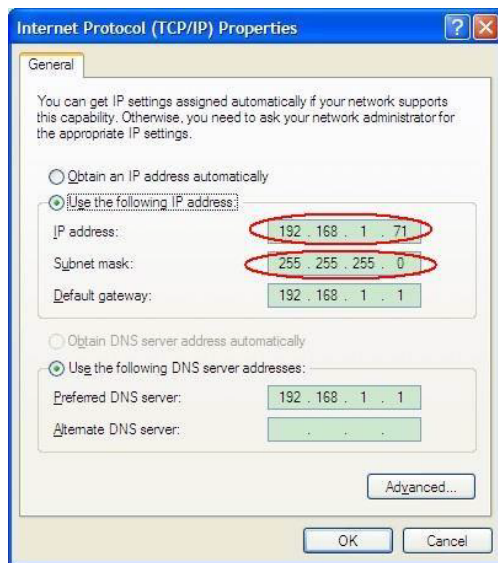 Internet Protocol (TCP/IP) Properties
General
You can get IP settings assigned automatically if your network supports
this capability. Otherwise, you need to ask your network administrator for
the appropriate IP settings.
Obtain an IP address automatically
Use the following IP address:
IP address: 192 . 168 . 1 . 71
Subnet mask: 255 . 255 . 255 . 0
Default gateway: 192 . 168 . 1 . 1
Obtain DNS server address automatically
Use the following DNS server addresses:
Preferred DNS server: 192 . 168 . 1 . 1
Alternate DNS server: . . .
Advanced...
OK Cancel